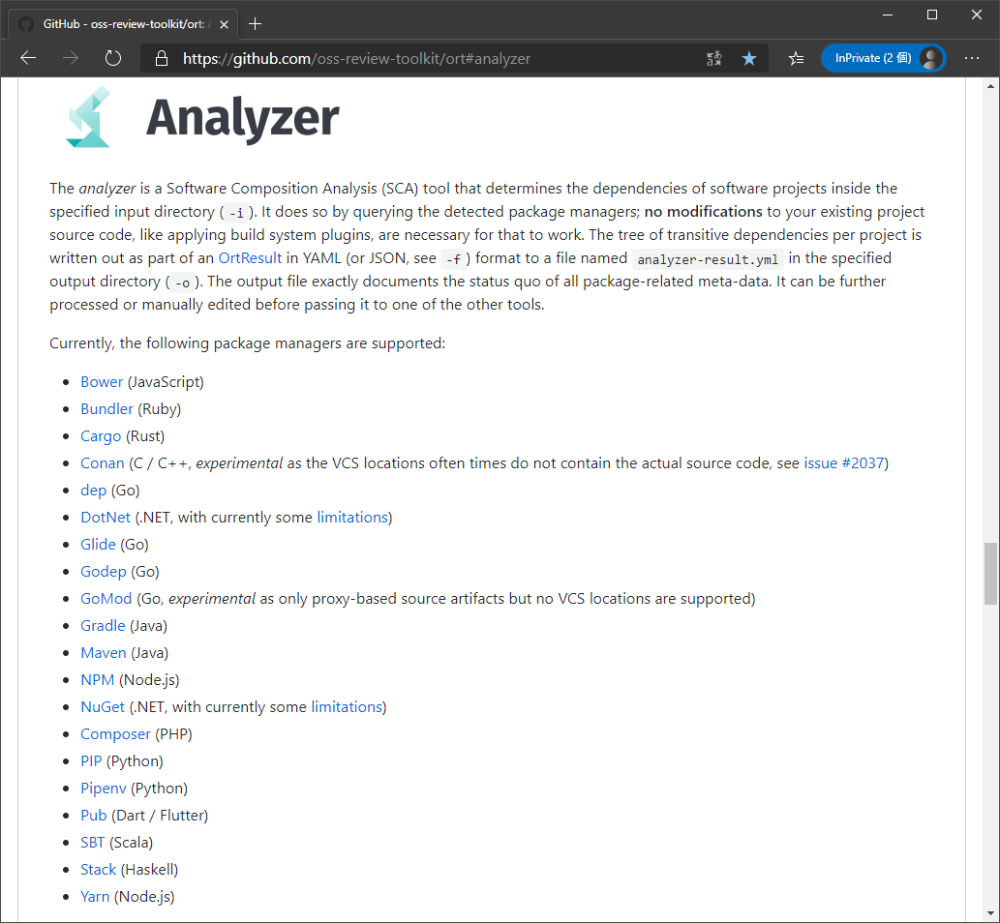 GitHub - oss-review-toolkit/ort: A
https://github.com/oss-review-toolkit/ort#analyzer
InPrivate (2 個)
Analyzer
The analyzer is a Software Composition Analysis (SCA) tool that determines the dependencies of software projects inside the
specified input directory ( -i ). It does so by querying the detected package managers; no modifications to your existing project
source code, like applying build system plugins, are necessary for that to work. The tree of transitive dependencies per project is
written out as part of an OrtResult in YAML (or JSON, see -f ) format to a file named analyzer-result.yml in the specified
output directory ( -o ). The output file exactly documents the status quo of all package-related meta-data. It can be further
processed or manually edited before passing it to one of the other tools.
Currently, the following package managers are supported:
• Bower (JavaScript)
• Bundler (Ruby)
• Cargo (Rust)
• Conan (C / C++, experimental as the VCS locations often times do not contain the actual source code, see issue #2037)
• dep (Go)
• DotNet (.NET, with currently some limitations)
• Glide (Go)
• Godep (Go)
• GoMod (Go, experimental as only proxy-based source artifacts but no VCS locations are supported)
• Gradle (Java)
• Maven (Java)
• NPM (Node.js)
• NuGet (.NET, with currently some limitations)
• Composer (PHP)
• PIP (Python)
• Pipenv (Python)
• Pub (Dart / Flutter)
• SBT (Scala)
• Stack (Haskell)
• Yarn (Node.js)